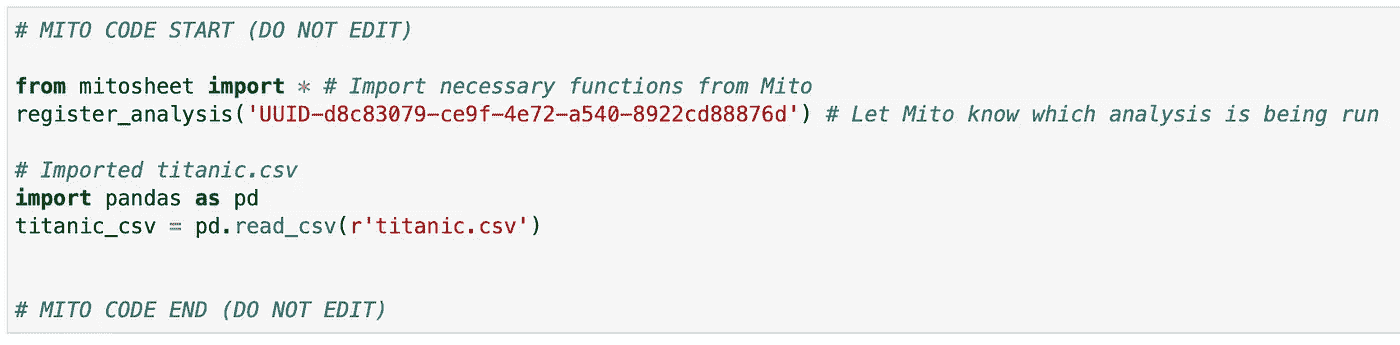 # MITO CODE START (DO NOT EDIT)
from mitosheet import * # Import necessary functions from Mito
register_analysis('UUID-d8c83079-ce9f-4e72-a540-8922cd88876d') # Let Mito know which analysis is being run
# Imported titanic.csv
import pandas as pd
titanic_csv = pd.read_csv(r'titanic.csv')
# MITO CODE END (DO NOT EDIT)